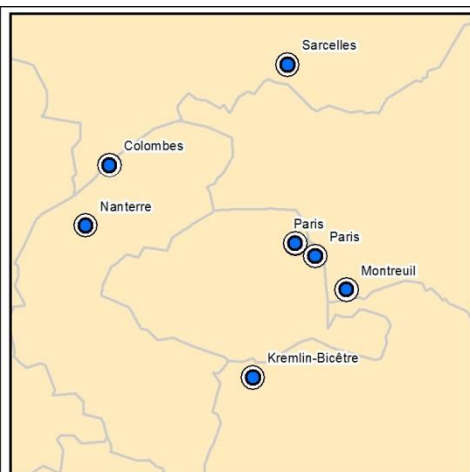 Sarcelles
Colombes
Nanterre
Paris
Paris
Montreuil
Kremlin-Bicêtre